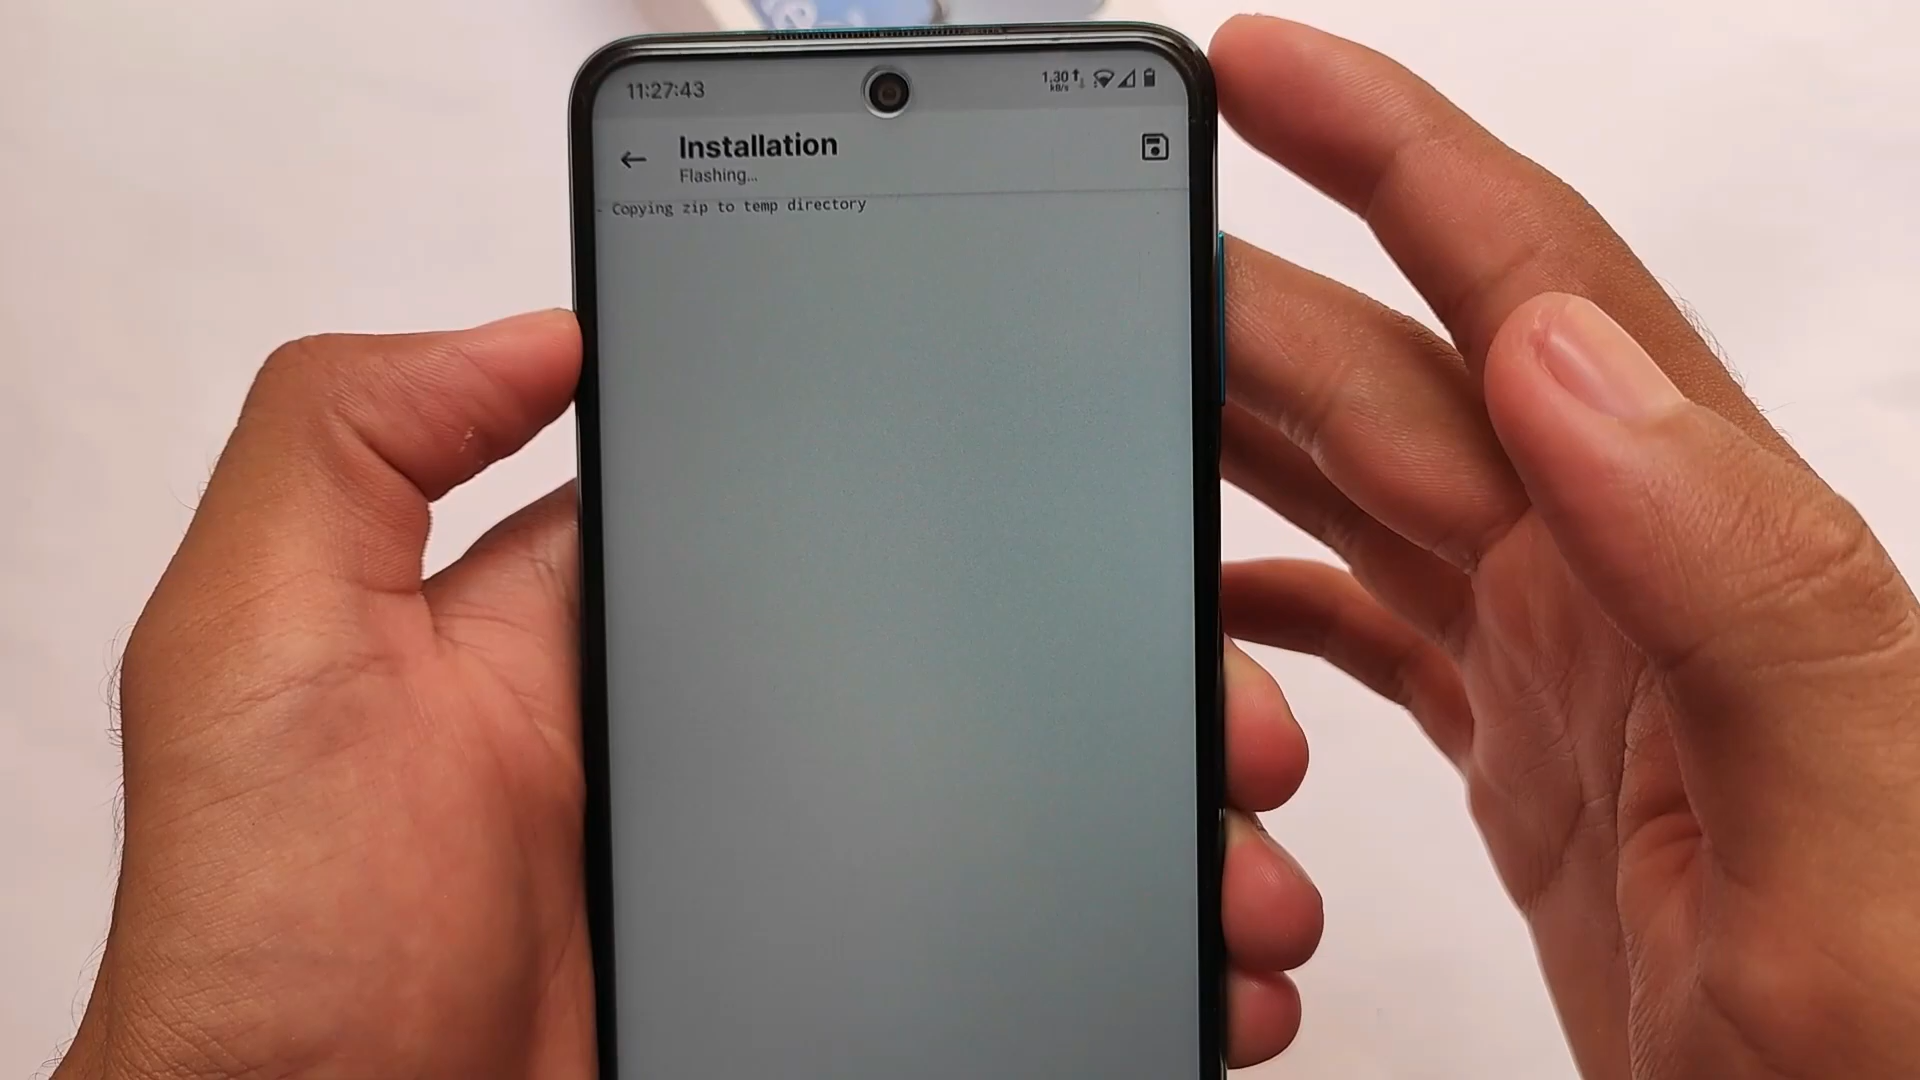 11:27:43
1.30
kB/s
Installation
Flashing...
- Copying zip to temp directory